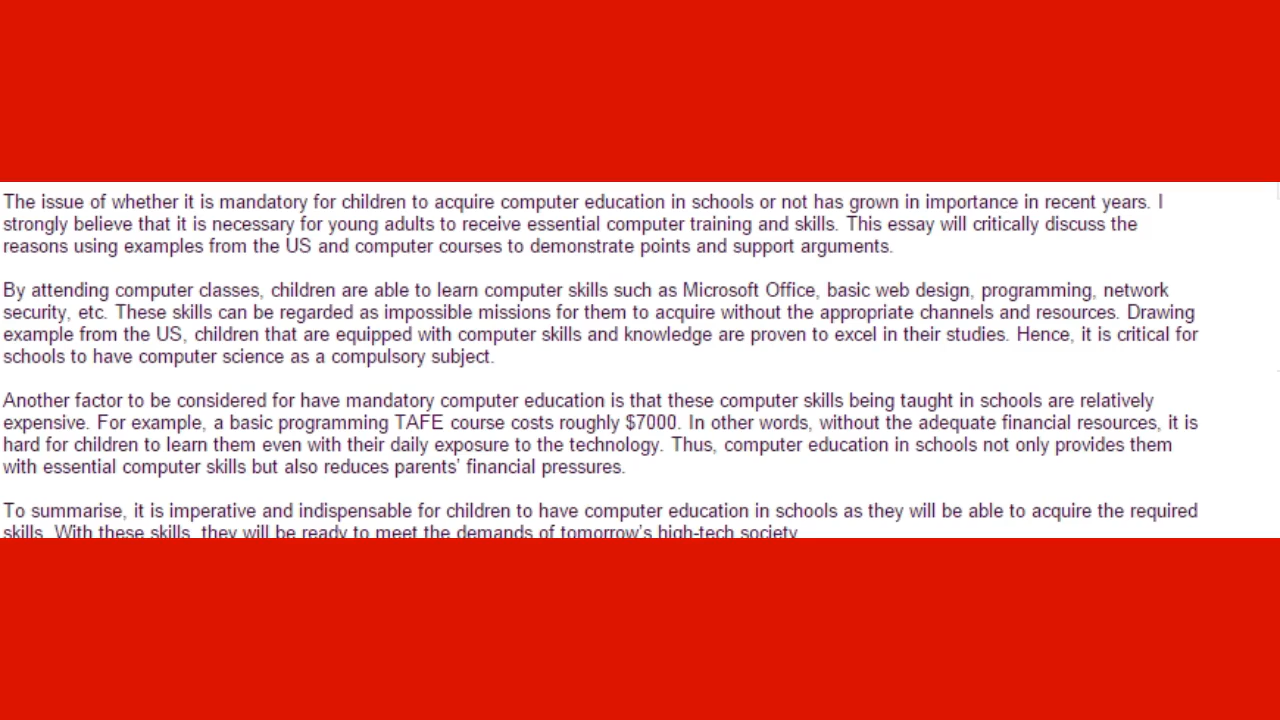 The issue of whether it is mandatory for children to acquire computer education in schools or not has grown in importance in recent years. I
strongly believe that it is necessary for young adults to receive essential computer training and skills. This essay will critically discuss the
reasons using examples from the US and computer courses to demonstrate points and support arguments.
By attending computer classes, children are able to learn computer skills such as Microsoft Office, basic web design, programming, network
security, etc. These skills can be regarded as impossible missions for them to acquire without the appropriate channels and resources. Drawing
example from the US, children that are equipped with computer skills and knowledge are proven to excel in their studies. Hence, it is critical for
schools to have computer science as a compulsory subject.
Another factor to be considered for have mandatory computer education is that these computer skills being taught in schools are relatively
expensive. For example, a basic programming TAFE course costs roughly $7000. In other words, without the adequate financial resources, it is
hard for children to learn them even with their daily exposure to the technology. Thus, computer education in schools not only provides them
with essential computer skills but also reduces parents’ financial pressures.
To summarise, it is imperative and indispensable for children to have computer education in schools as they will be able to acquire the required
skills. With these skills, they will be ready to meet the demands of tomorrow’s high-tech society